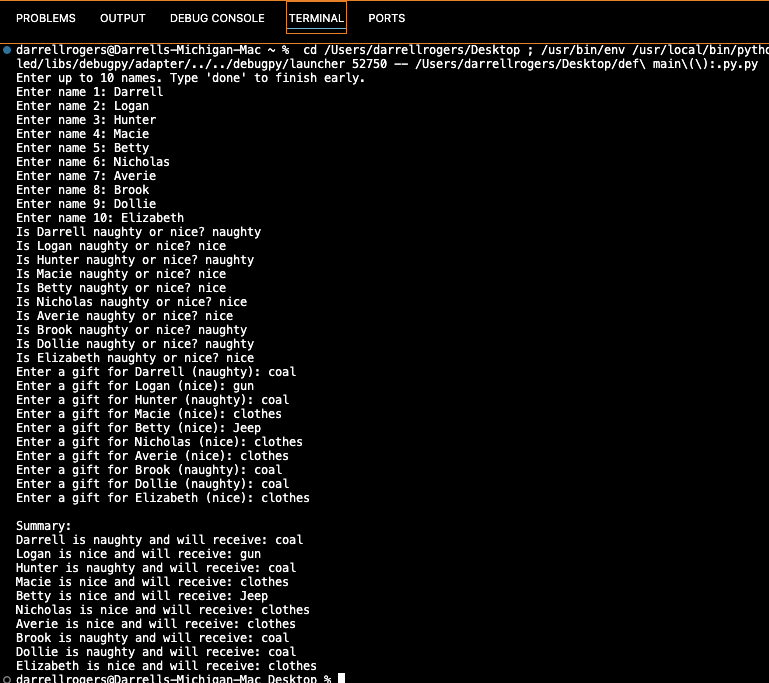 PROBLEMS OUTPUT DEBUG CONSOLE TERMINAL PORTS
darrellrogers@Darrells-Michigan-Mac ~ % cd /Users/darrellrogers/Desktop ; /usr/bin/env /usr/local/bin/pytho
led/libs/debugpy/adapter/../../debugpy/launcher 52750 -- /Users/darrellrogers/Desktop/def\ main\(\):.py.py
Enter up to 10 names. Type 'done' to finish early.
Enter name 1: Darrell
Enter name 2: Logan
Enter name 3: Hunter
Enter name 4: Macie
Enter name 5: Betty
Enter name 6: Nicholas
Enter name 7: Averie
Enter name 8: Brook
Enter name 9: Dollie
Enter name 10: Elizabeth
Is Darrell naughty or nice? naughty
Is Logan naughty or nice? nice
Is Hunter naughty or nice? naughty
Is Macie naughty or nice? nice
Is Betty naughty or nice? nice
Is Nicholas naughty or nice? nice
Is Averie naughty or nice? nice
Is Brook naughty or nice? naughty
Is Dollie naughty or nice? naughty
Is Elizabeth naughty or nice? nice
Enter a gift for Darrell (naughty): coal
Enter a gift for Logan (nice): gun
Enter a gift for Hunter (naughty): coal
Enter a gift for Macie (nice): clothes
Enter a gift for Betty (nice): Jeep
Enter a gift for Nicholas (nice): clothes
Enter a gift for Averie (nice): clothes
Enter a gift for Brook (naughty): coal
Enter a gift for Dollie (naughty): coal
Enter a gift for Elizabeth (nice): clothes
Summary:
Darrell is naughty and will receive: coal
Logan is nice and will receive: gun
Hunter is naughty and will receive: coal
Macie is nice and will receive: clothes
Betty is nice and will receive: Jeep
Nicholas is nice and will receive: clothes
Averie is nice and will receive: clothes
Brook is naughty and will receive: coal
Dollie is naughty and will receive: coal
Elizabeth is nice and will receive: clothes
darrellrogers@Darrells-Michigan-Mac Desktop %